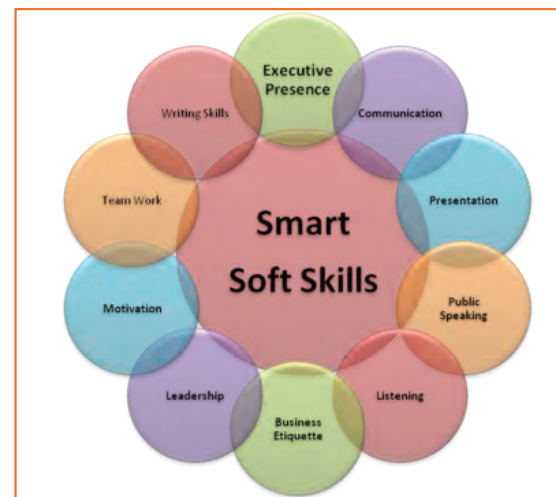 Smart
Soft Skills
Executive
Presence
Communication
Presentation
Public
Speaking
Listening
Business
Etiquette
Leadership
Motivation
Team Work
Writing Skills